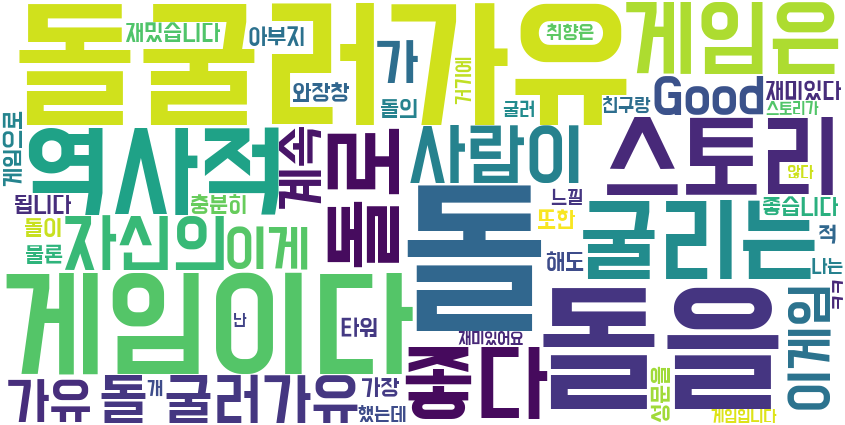 돌굴러가유
게임은
재밌습니다
아부지
가
취향은
거기에
와장창
돌의
굴러
친구랑
Good
재미있다
스토리가
게임으로
역사적
계속
돌로
사람이
스토리
않다
됩니다
충분히
돌
느낄
굴리는
좋습니다
돌이
자신의
이게
또한
적
물론
해도
나는
게임이다
난
타워
재미있어요
돌을
이게임
ㅋㅋ
가유
돌
개
굴러가유
가장
했는데
좋다
성문을
게임입니다